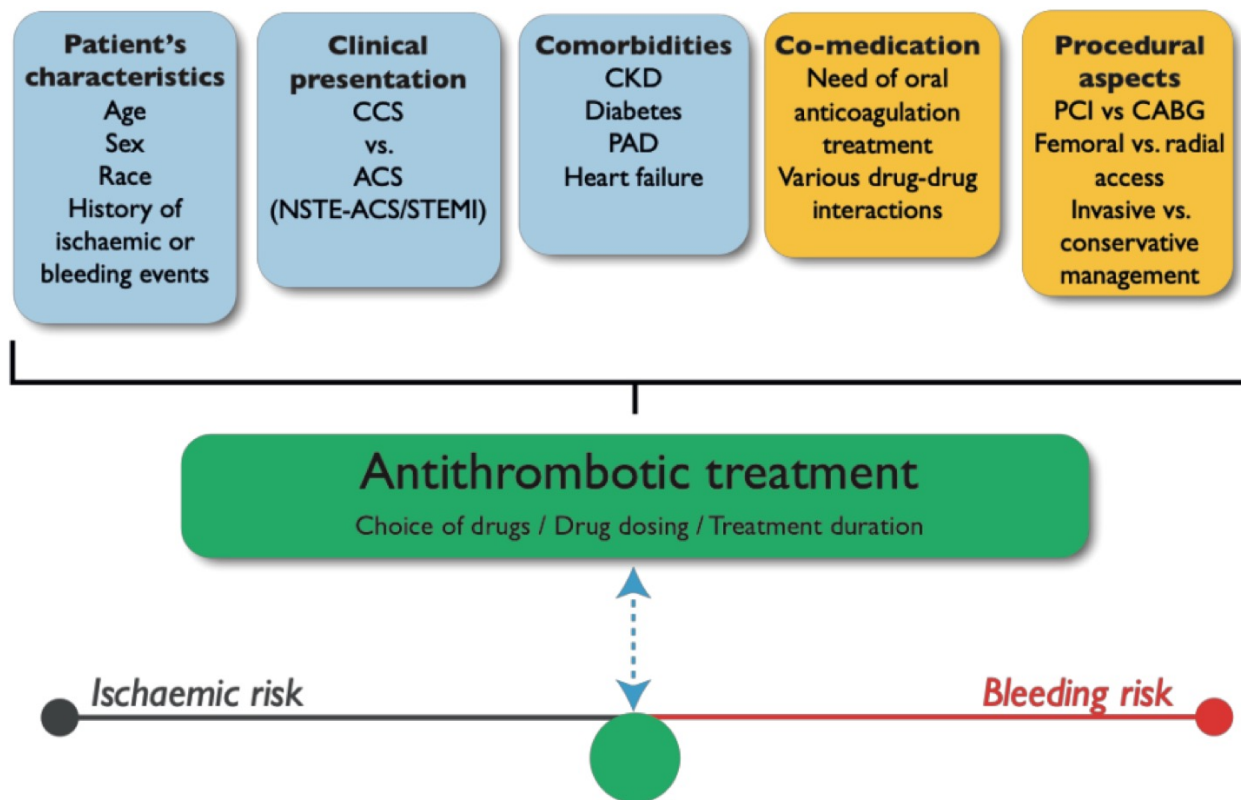 Patient's
characteristics
Age
Sex
Race
History of
ischaemic or
bleeding events
Clinical
presentation
CCS
vs.
ACS
(NSTE-ACS/STEMI)
Comorbidities
CKD
Diabetes
PAD
Heart failure
Co-medication
Need of oral
anticoagulation
treatment
Various drug-drug
interactions
Procedural
aspects
PCI vs CABG
Femoral vs. radial
access
Invasive vs.
conservative
management
Antithrombotic treatment
Choice of drugs / Drug dosing / Treatment duration
Ischaemic risk
Bleeding risk